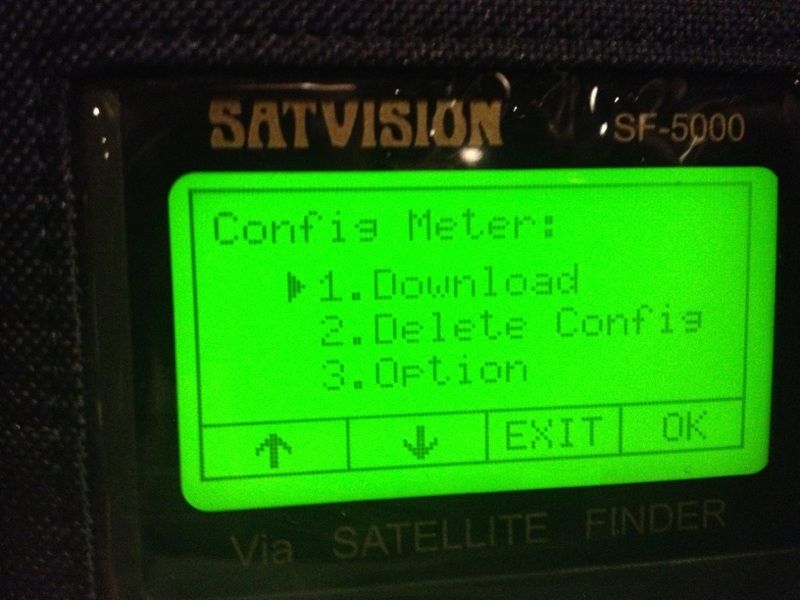 SATVISION SF-5000
Config Meter:
1.Download
2.Delete Config
3.Option
EXIT OK
Via SATELLITE FINDER